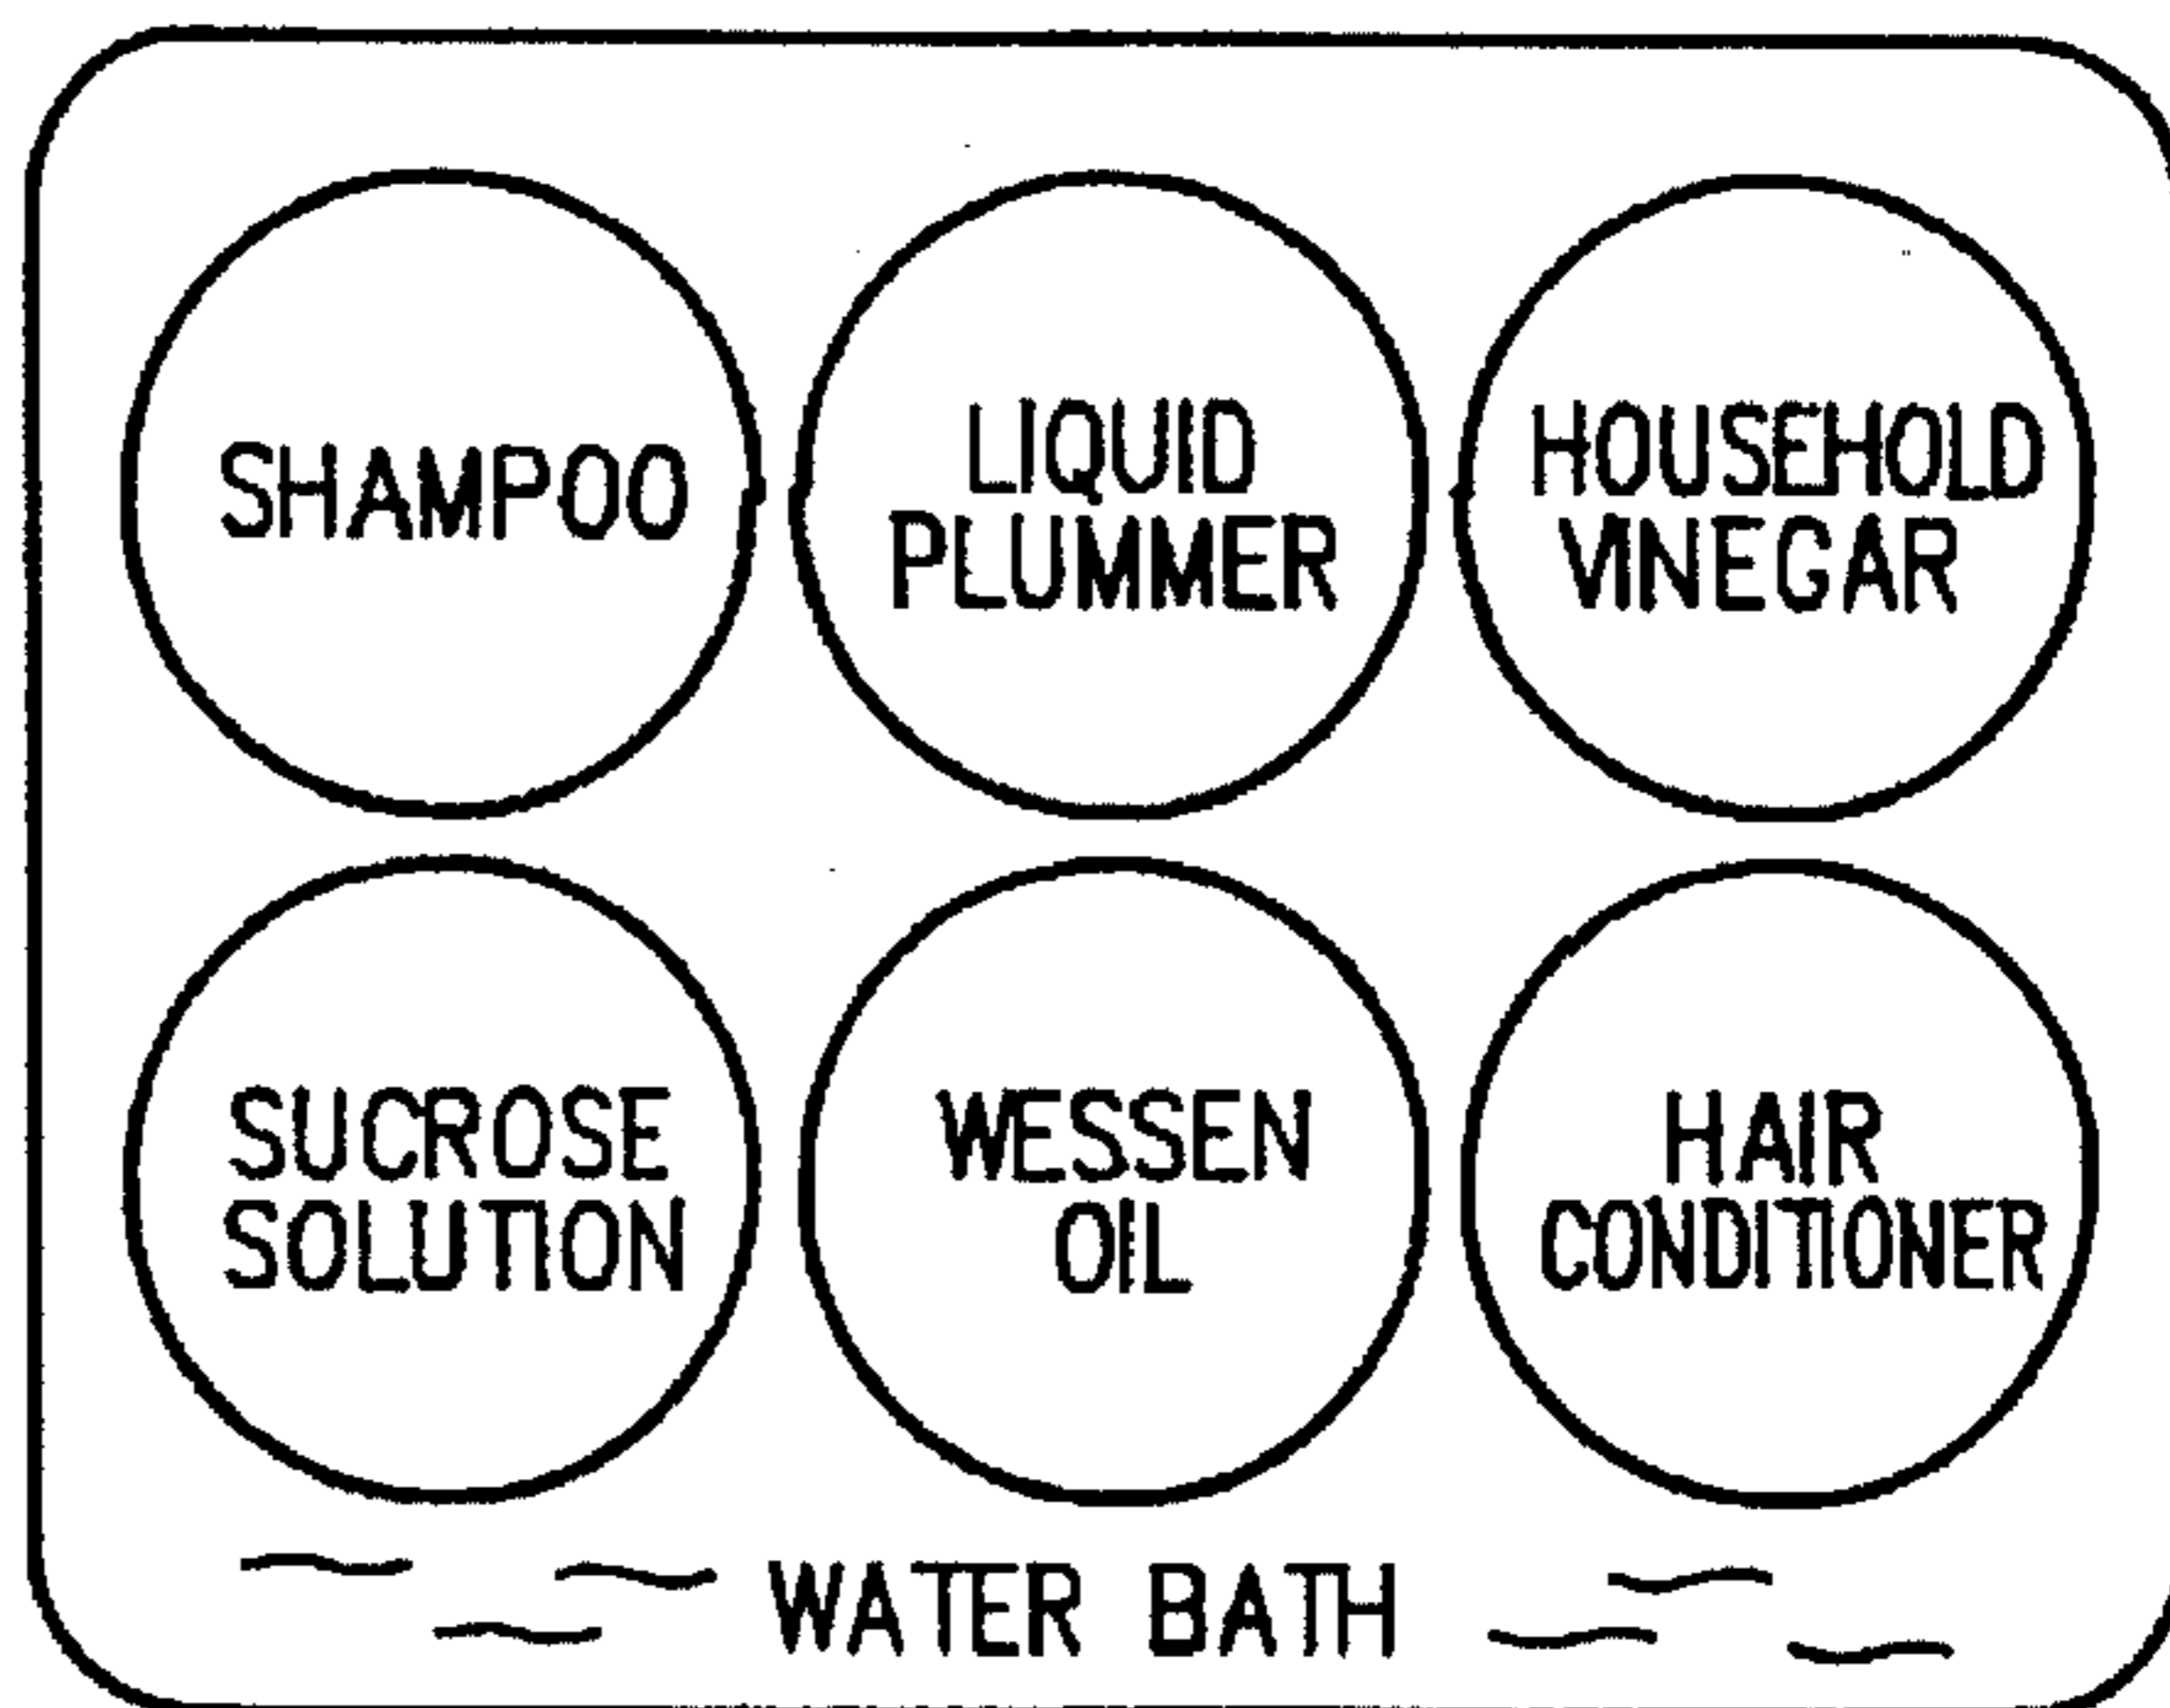 SHAMPOO
LIQUID
PLUMMER
HOUSEHOLD
VINEGAR
SUCROSE
SOLUTION
WESSEN
OIL
HAIR
CONDITIONER
WATER BATH